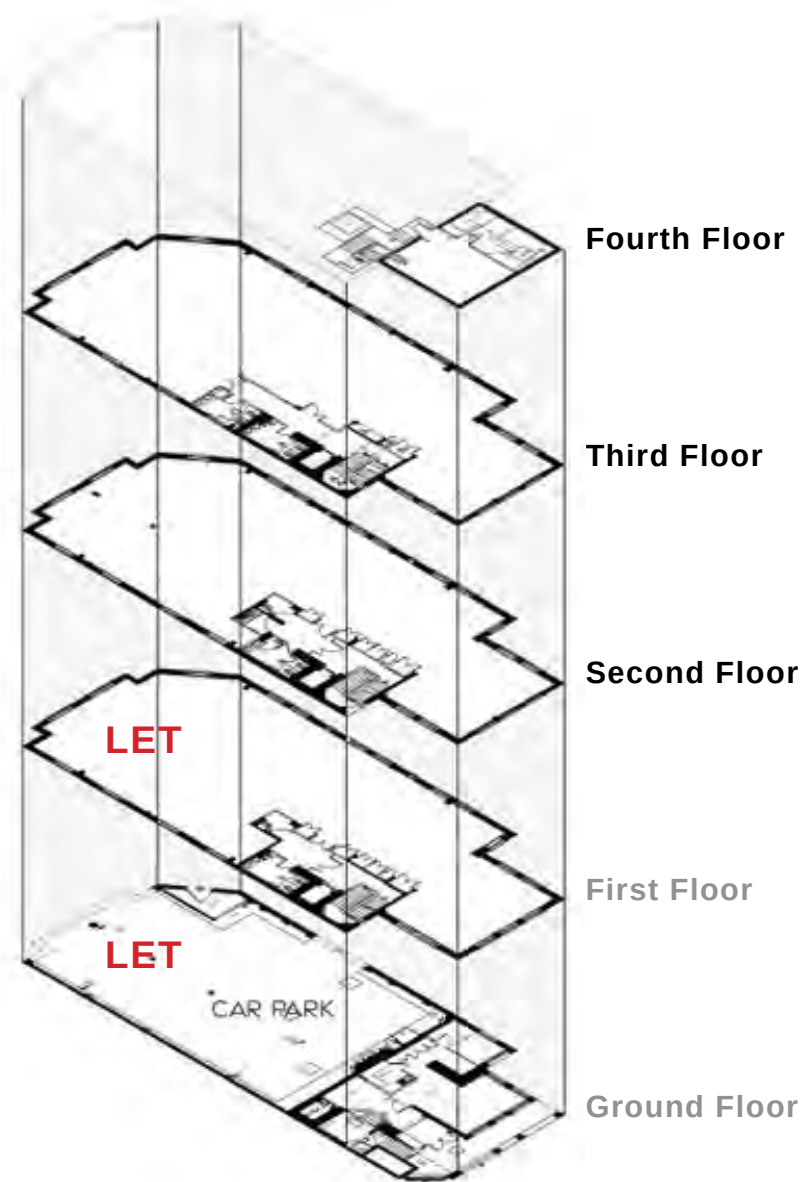 Fourth Floor
Third Floor
Second Floor
LET
First Floor
LET
CAR PARK
Ground Floor